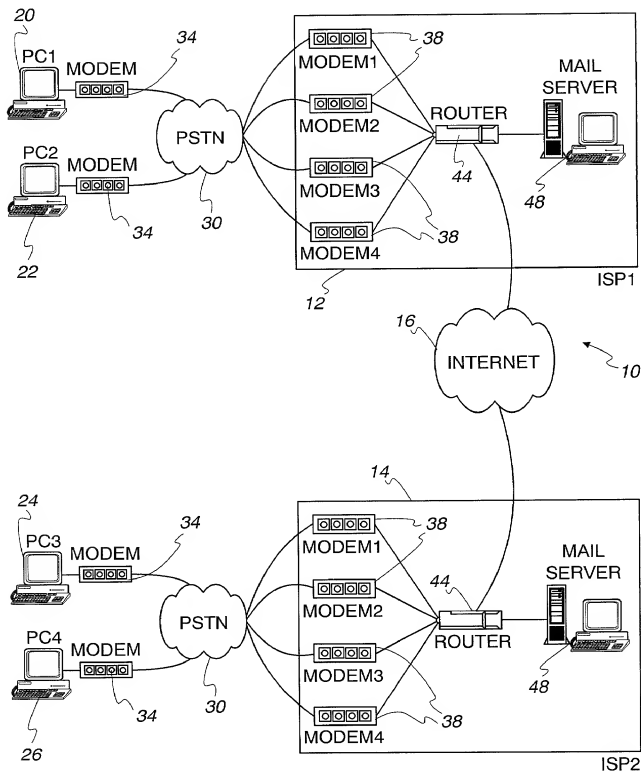 20
PC1
MODEM
34
PSTN
30
PC2
MODEM
34
22
MODEM1
38
MODEM2
MODEM3
MODEM4
38
ROUTER
44
MAIL
SERVER
48
12
ISP1
16
INTERNET
10
14
24
PC3
MODEM
34
PSTN
30
PC4
MODEM
34
26
MODEM1
38
MODEM2
MODEM3
38
MODEM4
44
ROUTER
MAIL
SERVER
48
ISP2